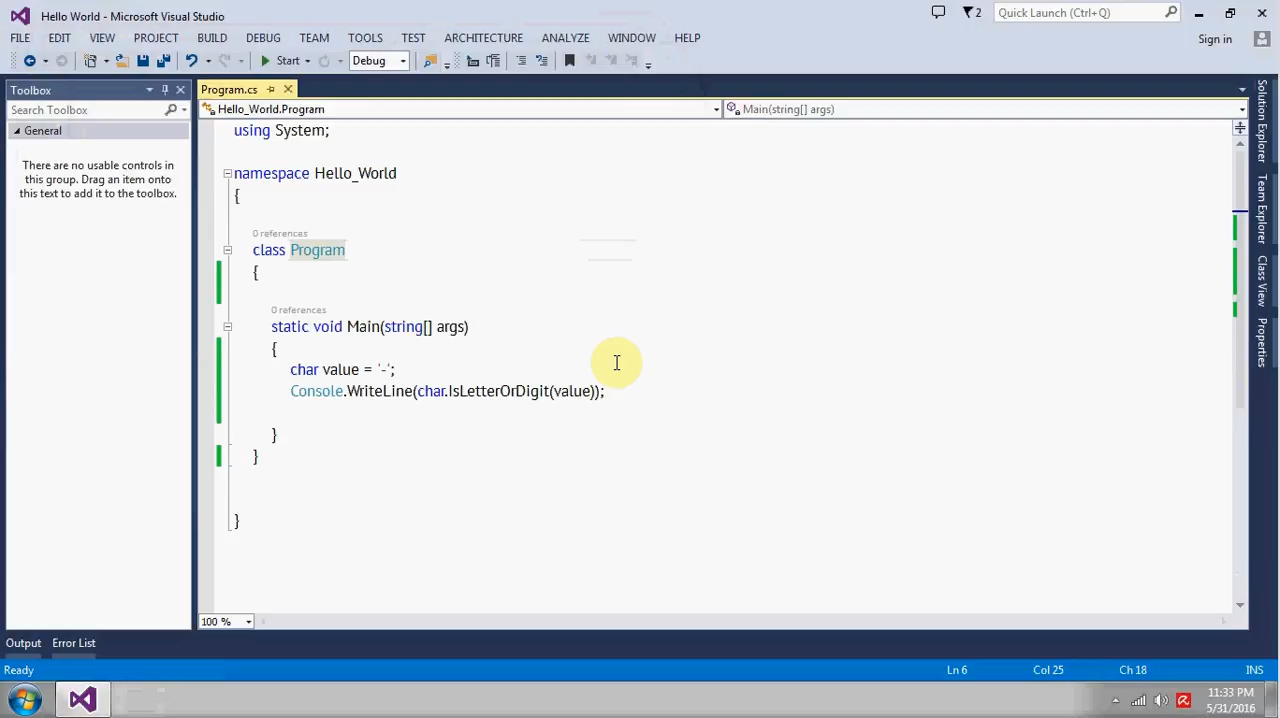 Hello World - Microsoft Visual Studio
2
Quick Launch (Ctrl+Q)
FILE EDIT VIEW PROJECT BUILD DEBUG TEAM TOOLS TEST ARCHITECTURE ANALYZE WINDOW HELP
Sign in
Start
Debug
Toolbox
Program.cs
Search Toolbox
Hello_World.Program
Main(string[] args)
General
There are no usable controls in
this group. Drag an item onto
this text to add it to the toolbox.
using System;
namespace Hello_World
{
0 references
class Program
{
0 references
static void Main(string[] args)
{
char value = '-';
Console.WriteLine(char.IsLetterOrDigit(value));
}
}
}
Solution Explorer
Team Explorer
Class View
Properties
100 %
Output Error List
Ready
Ln 6
Col 25
Ch 18
INS
11:33 PM
5/31/2016